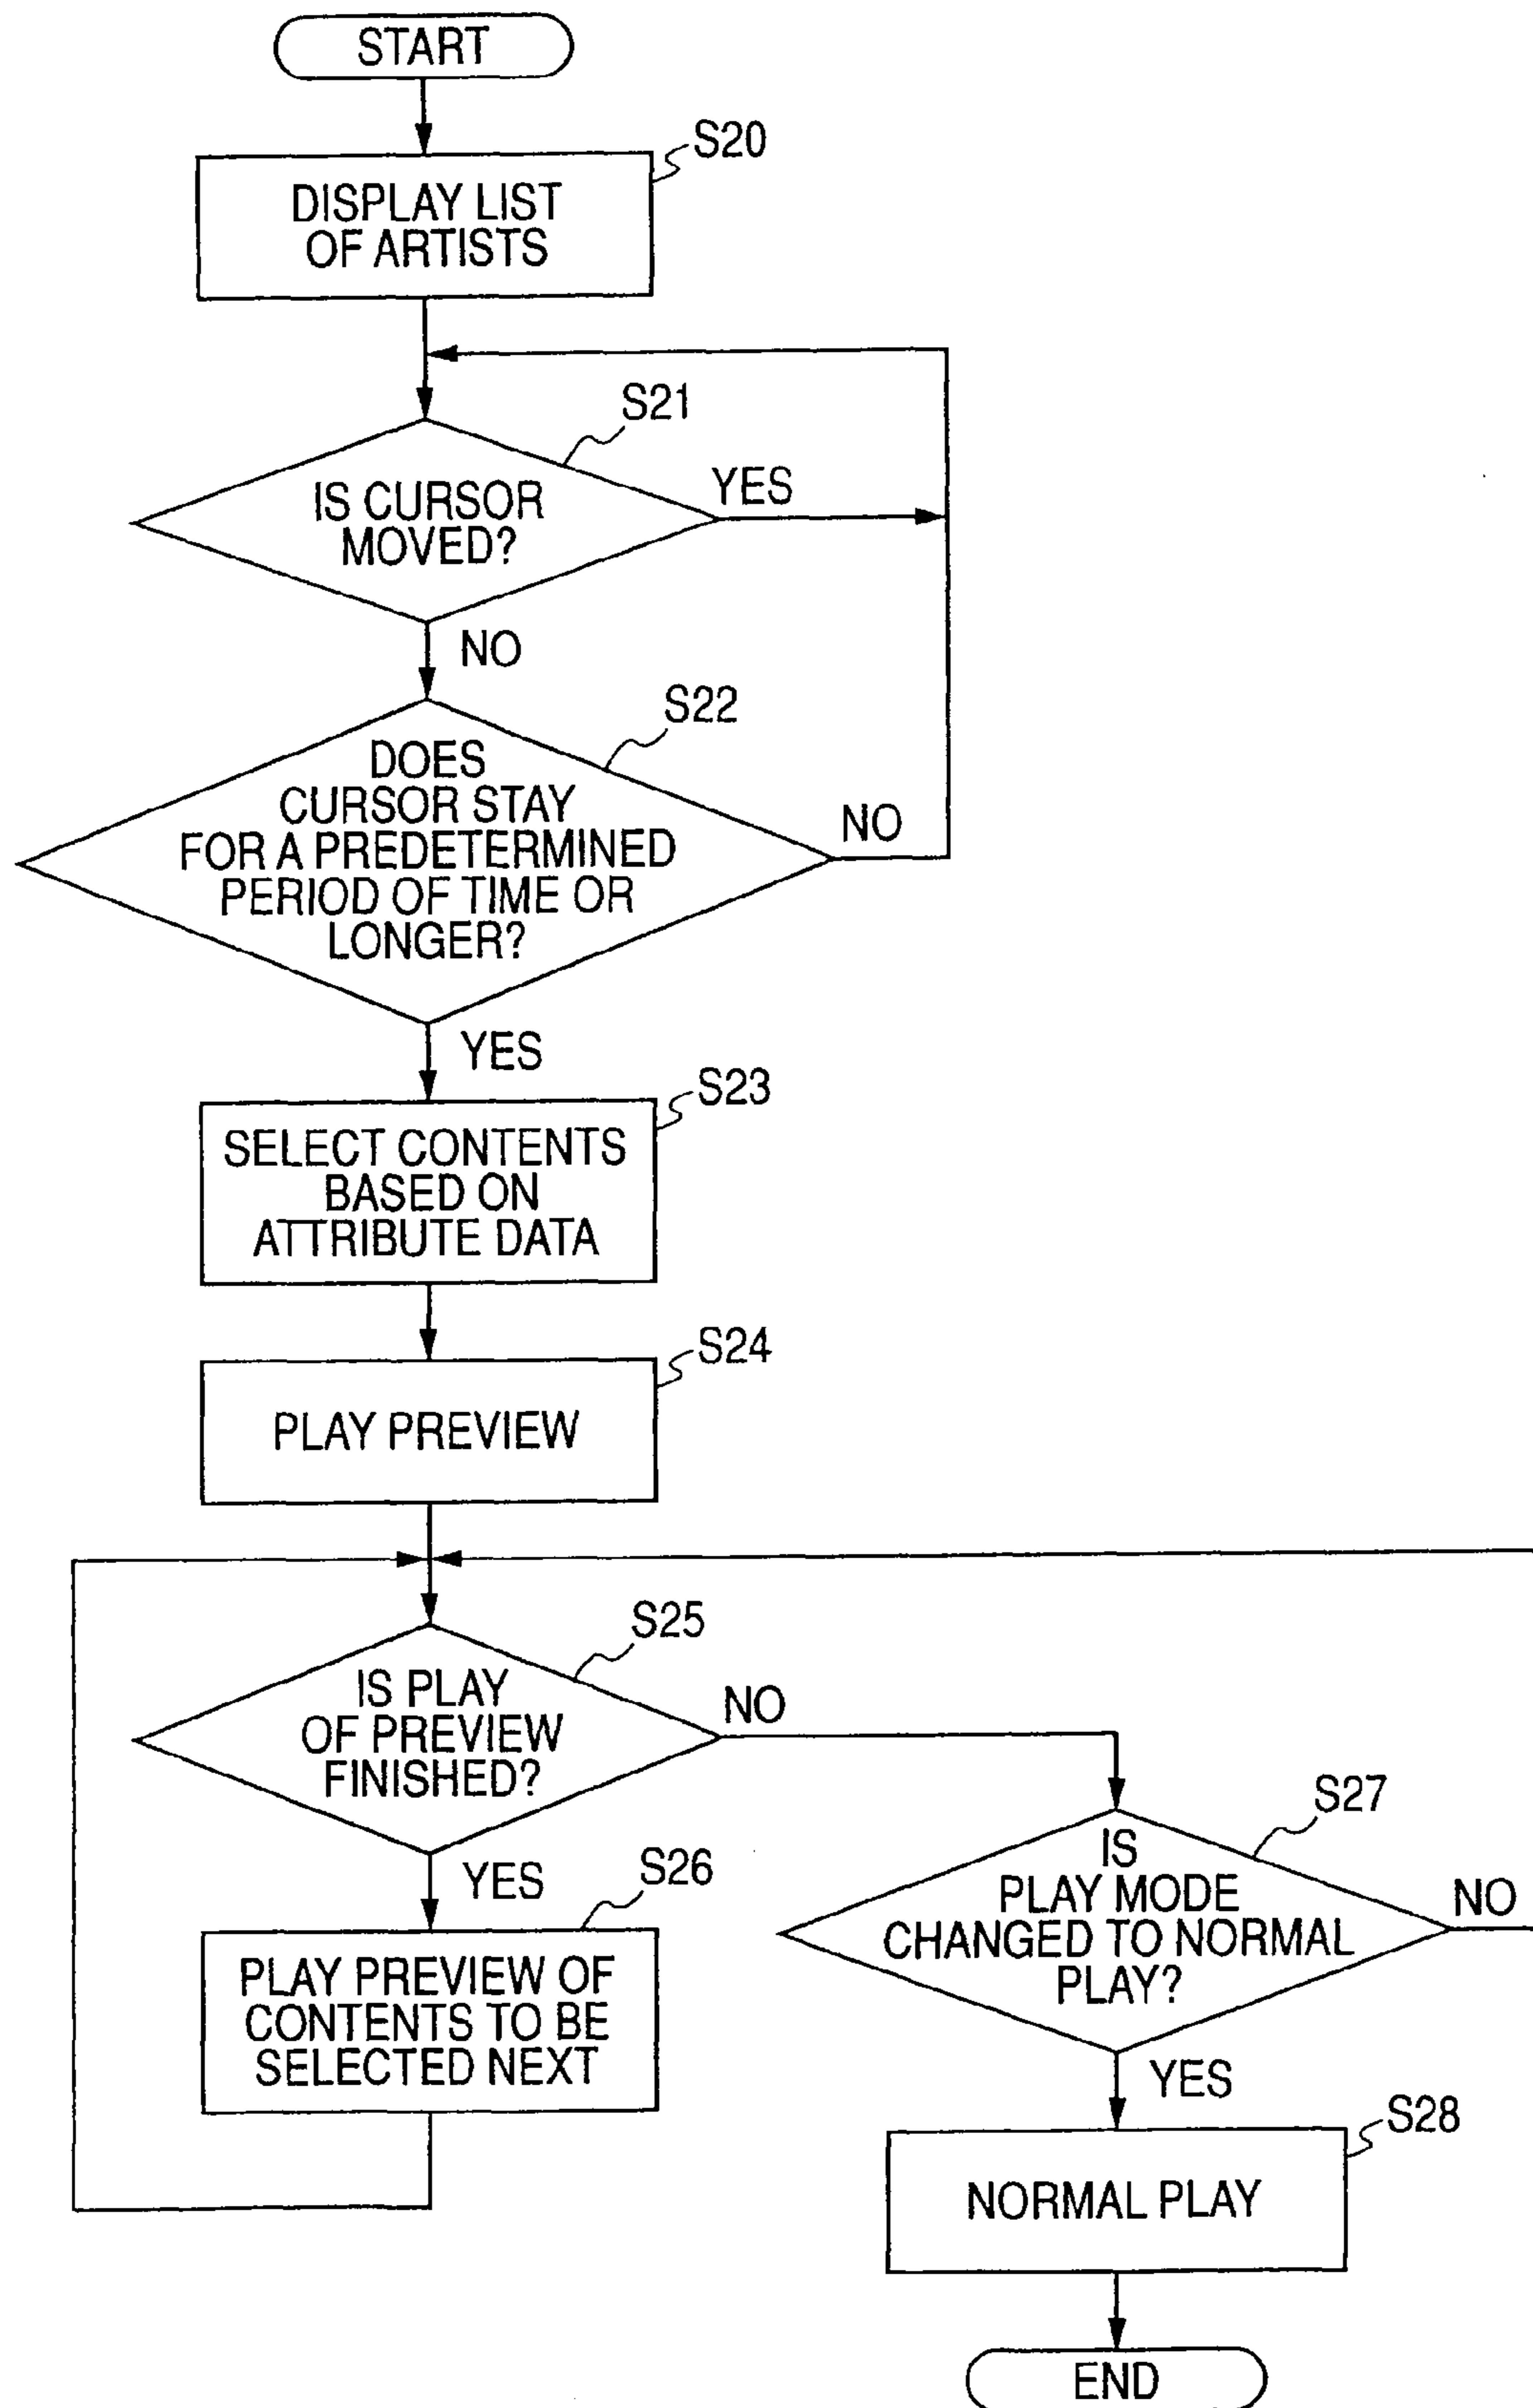 START
S20
DISPLAY LIST
OF ARTISTS
S21
IS CURSOR
MOVED?
YES
NO
S22
DOES
CURSOR STAY
FOR A PREDETERMINED
PERIOD OF TIME OR
LONGER?
NO
YES
S23
SELECT CONTENTS
BASED ON
ATTRIBUTE DATA
S24
PLAY PREVIEW
S25
IS PLAY
OF PREVIEW
FINISHED?
NO
YES
S26
PLAY PREVIEW OF
CONTENTS TO BE
SELECTED NEXT
S27
IS
PLAY MODE
CHANGED TO NORMAL
PLAY?
NO
YES
S28
NORMAL PLAY
END